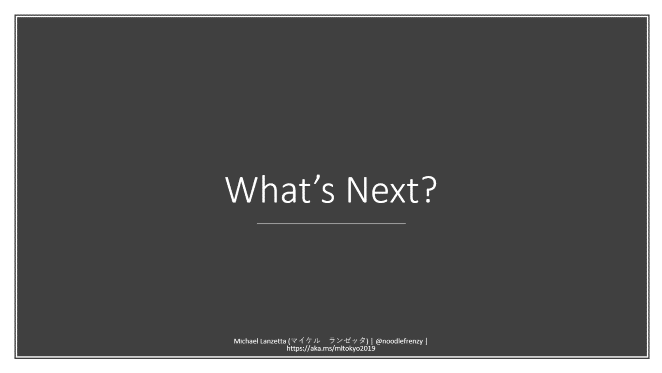 What’s Next?
Michael Lanzetta (マイケル　ランゼッタ) | @noodlefrenzy |
https://aka.ms/mltokyo2019